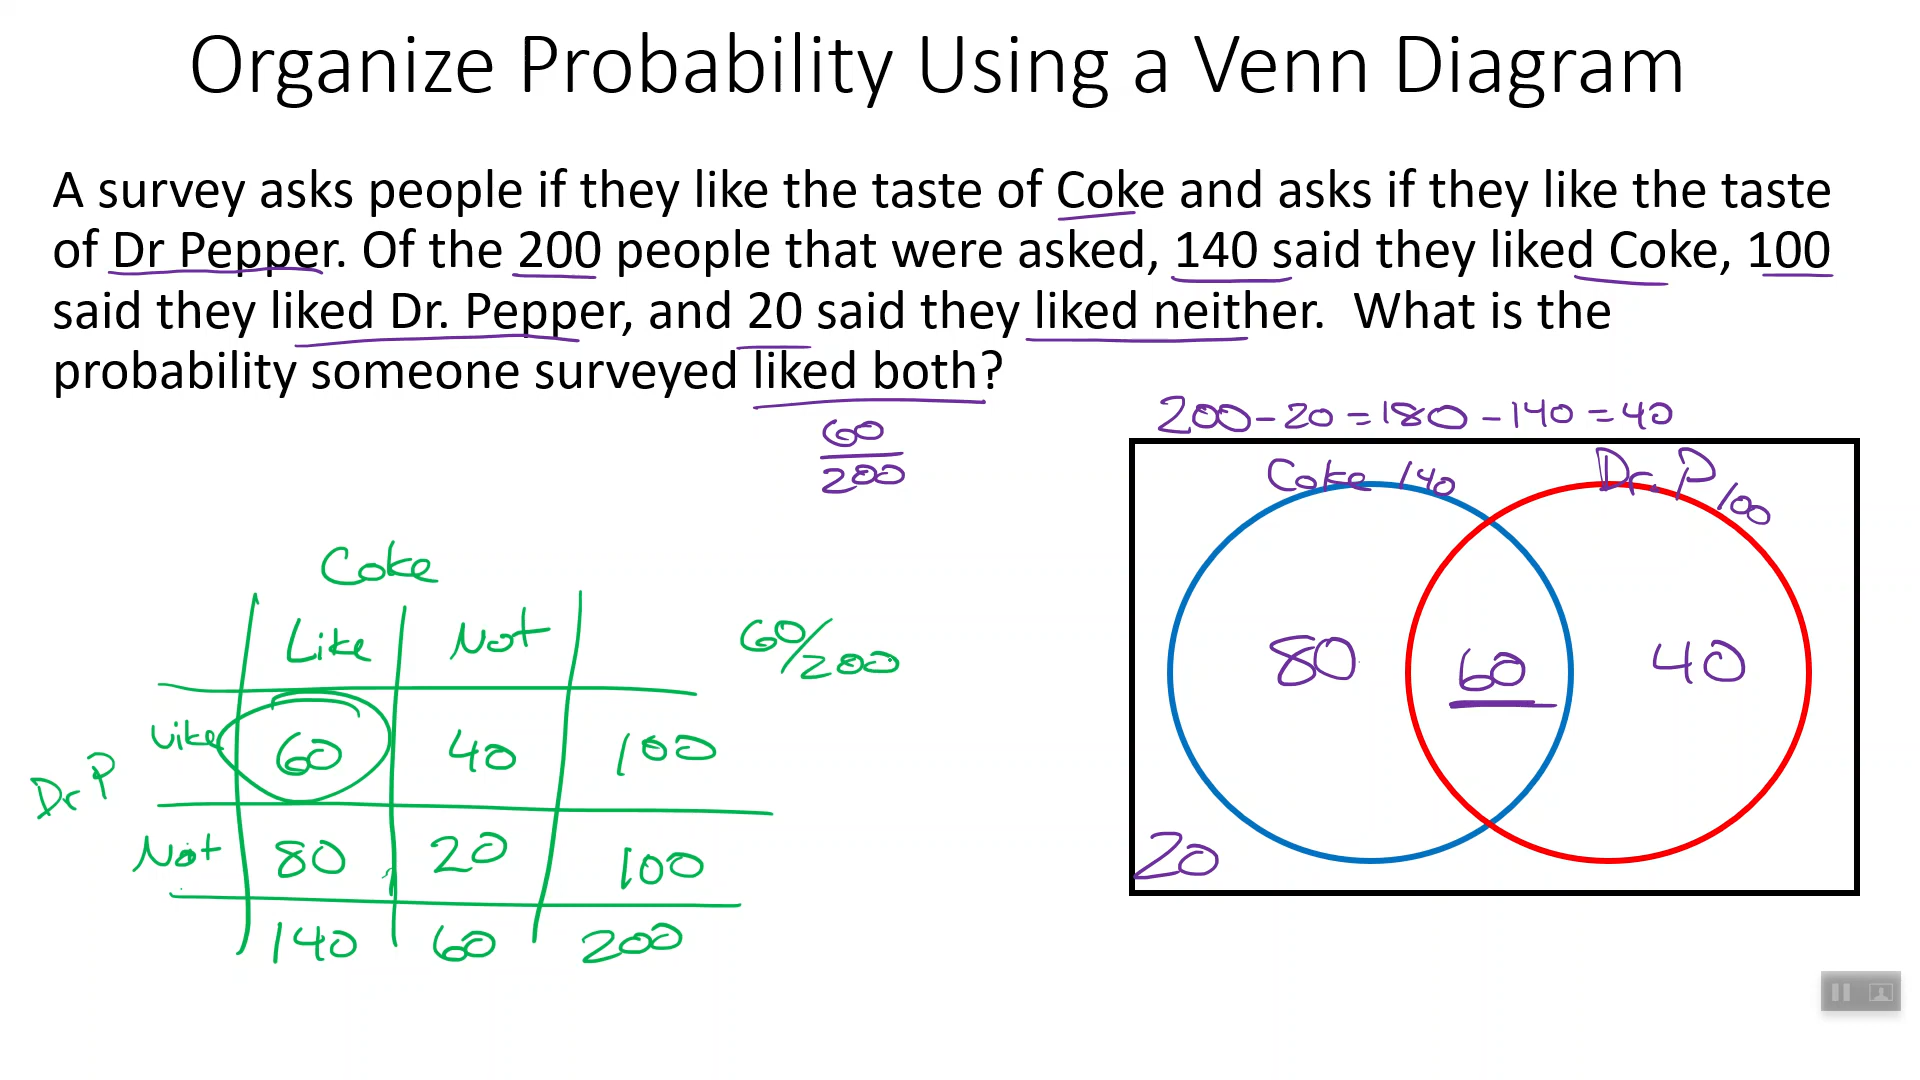 Organize Probability Using a Venn Diagram
A survey asks people if they like the taste of Coke and asks if they like the taste
of Dr Pepper. Of the 200 people that were asked, 140 said they liked Coke, 100
said they liked Dr. Pepper, and 20 said they liked neither. What is the
probability someone surveyed liked both?
60
200
200 - 20 = 180 - 140 = 40
Coke 140 Dr. P 100
80 60 40
20
Coke
Like Not
60/200
Dr P
Like 60 40 100
Not 80 20 100
140 60 200